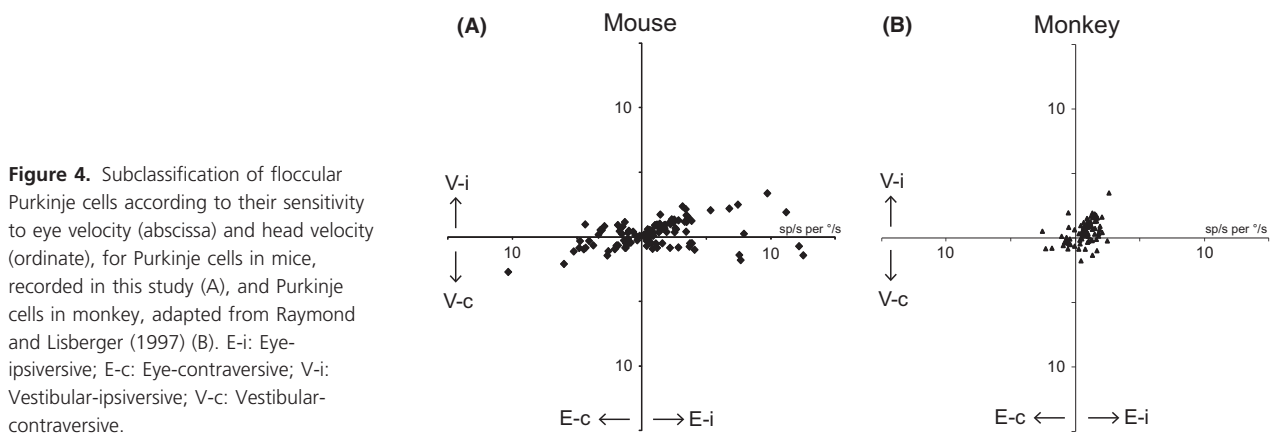 Figure 4. Subclassification of floccular
Purkinje cells according to their sensitivity
to eye velocity (abscissa) and head velocity
(ordinate), for Purkinje cells in mice,
recorded in this study (A), and Purkinje
cells in monkey, adapted from Raymond
and Lisberger (1997) (B). E-i: Eye-
ipsiversive; E-c: Eye-contraversive; V-i:
Vestibular-ipsiversive; V-c: Vestibular-
contraversive.
(A)
Mouse
10
V-i
sp/s per °/s
10
10
V-c
10
E-c
E-i
(B)
Monkey
10
V-i
sp/s per °/s
10
10
V-c
10
E-c
E-i